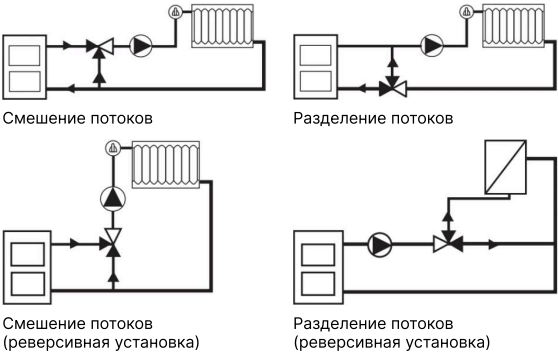 Смешение потоков
Разделение потоков
Смешение потоков
(реверсивная установка)
Разделение потоков
(реверсивная установка)